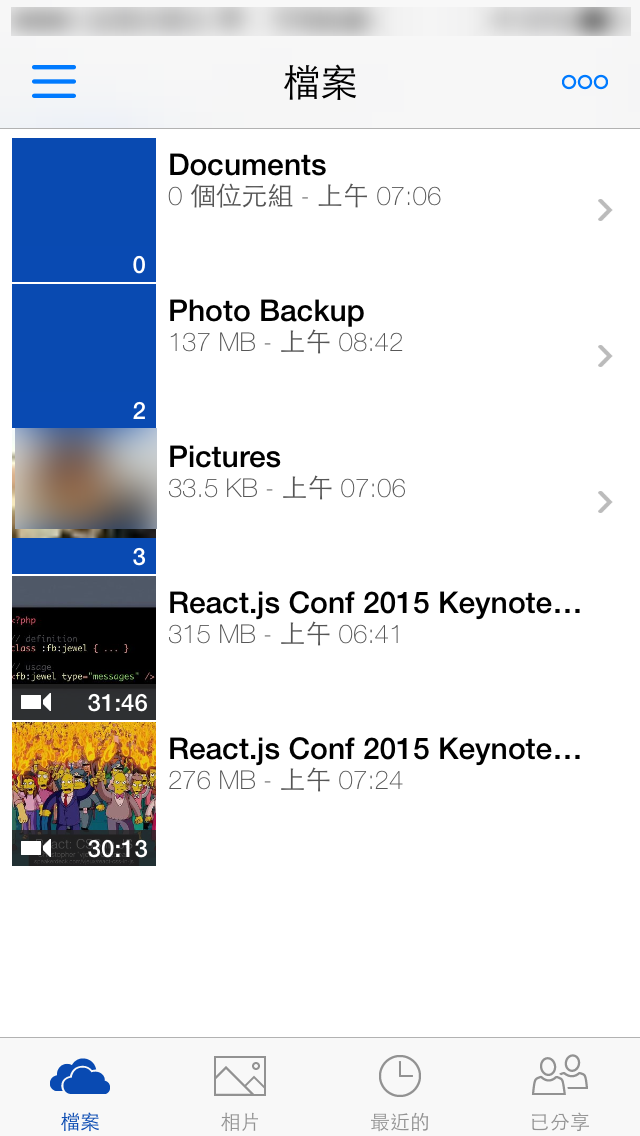 檔案
Documents
0 個位元組 - 上午 07:06
0
Photo Backup
137 MB - 上午 08:42
2
Pictures
33.5 KB - 上午 07:06
3
React.js Conf 2015 Keynote...
315 MB - 上午 06:41
<?php
// definition
class :fb:jewel { ... }
// usage
<fb:jewel type="messages" />
31:46
React.js Conf 2015 Keynote...
276 MB - 上午 07:24
30:13
檔案
相片
最近的
已分享